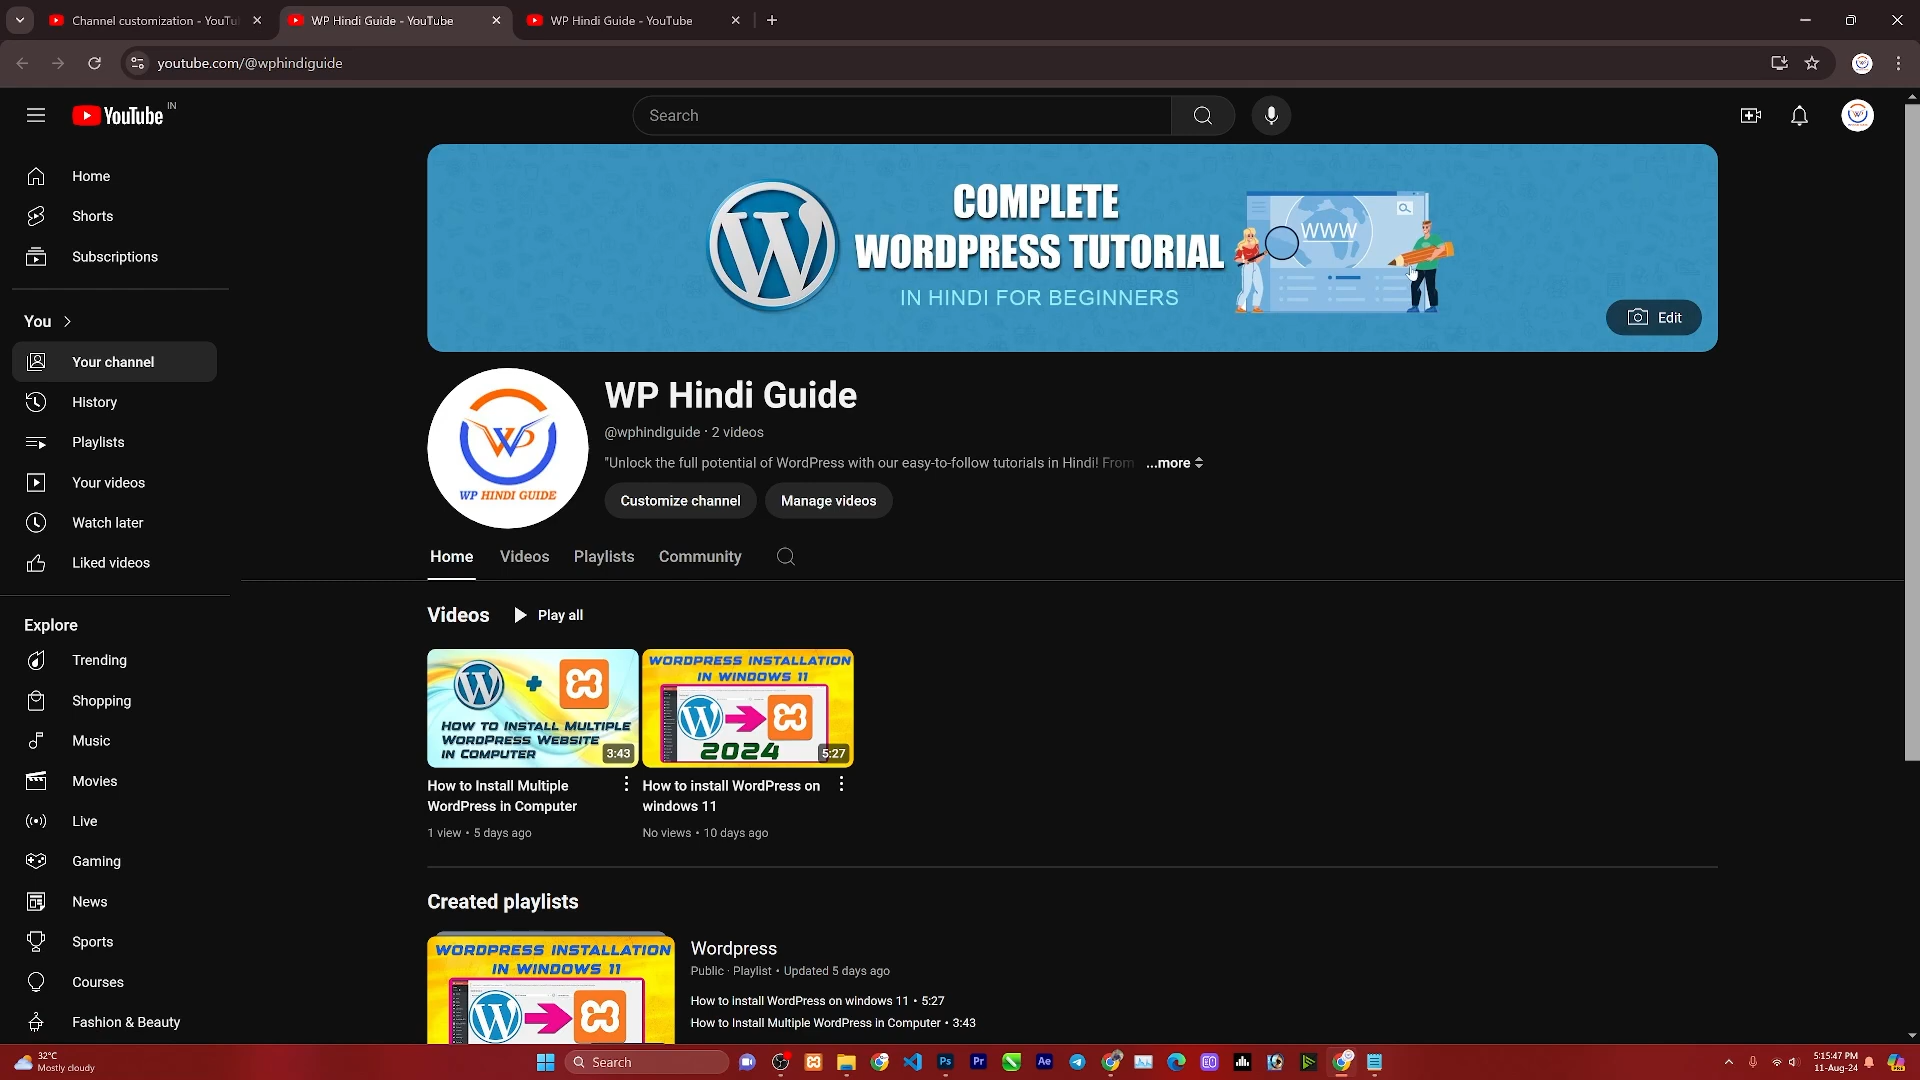 Channel customization - YouTu
WP Hindi Guide - YouTube
WP Hindi Guide - YouTube
youtube.com/@wphindiguide
YouTube IN
Search
Home
Shorts
Subscriptions
You
Your channel
History
Playlists
Your videos
Watch later
Liked videos
Explore
Trending
Shopping
Music
Movies
Live
Gaming
News
Sports
Courses
Fashion & Beauty
COMPLETE
WORDPRESS TUTORIAL
IN HINDI FOR BEGINNERS
WWW
Edit
WP HINDI GUIDE
WP Hindi Guide
@wphindiguide · 2 videos
"Unlock the full potential of WordPress with our easy-to-follow tutorials in Hindi! From ...more
Customize channel
Manage videos
Home
Videos
Playlists
Community
Videos
Play all
HOW TO INSTALL MULTIPLE
WORDPRESS WEBSITE
IN COMPUTER
3:43
How to Install Multiple
WordPress in Computer
1 view • 5 days ago
WORDPRESS INSTALLATION
IN WINDOWS 11
2024
5:27
How to install WordPress on
windows 11
No views • 10 days ago
Created playlists
WORDPRESS INSTALLATION
IN WINDOWS 11
Wordpress
Public · Playlist • Updated 5 days ago
How to install WordPress on windows 11 • 5:27
How to Install Multiple WordPress in Computer • 3:43
32°C
Mostly cloudy
Search
Ps
Pr
Ae
5:15:47 PM
11-Aug-24